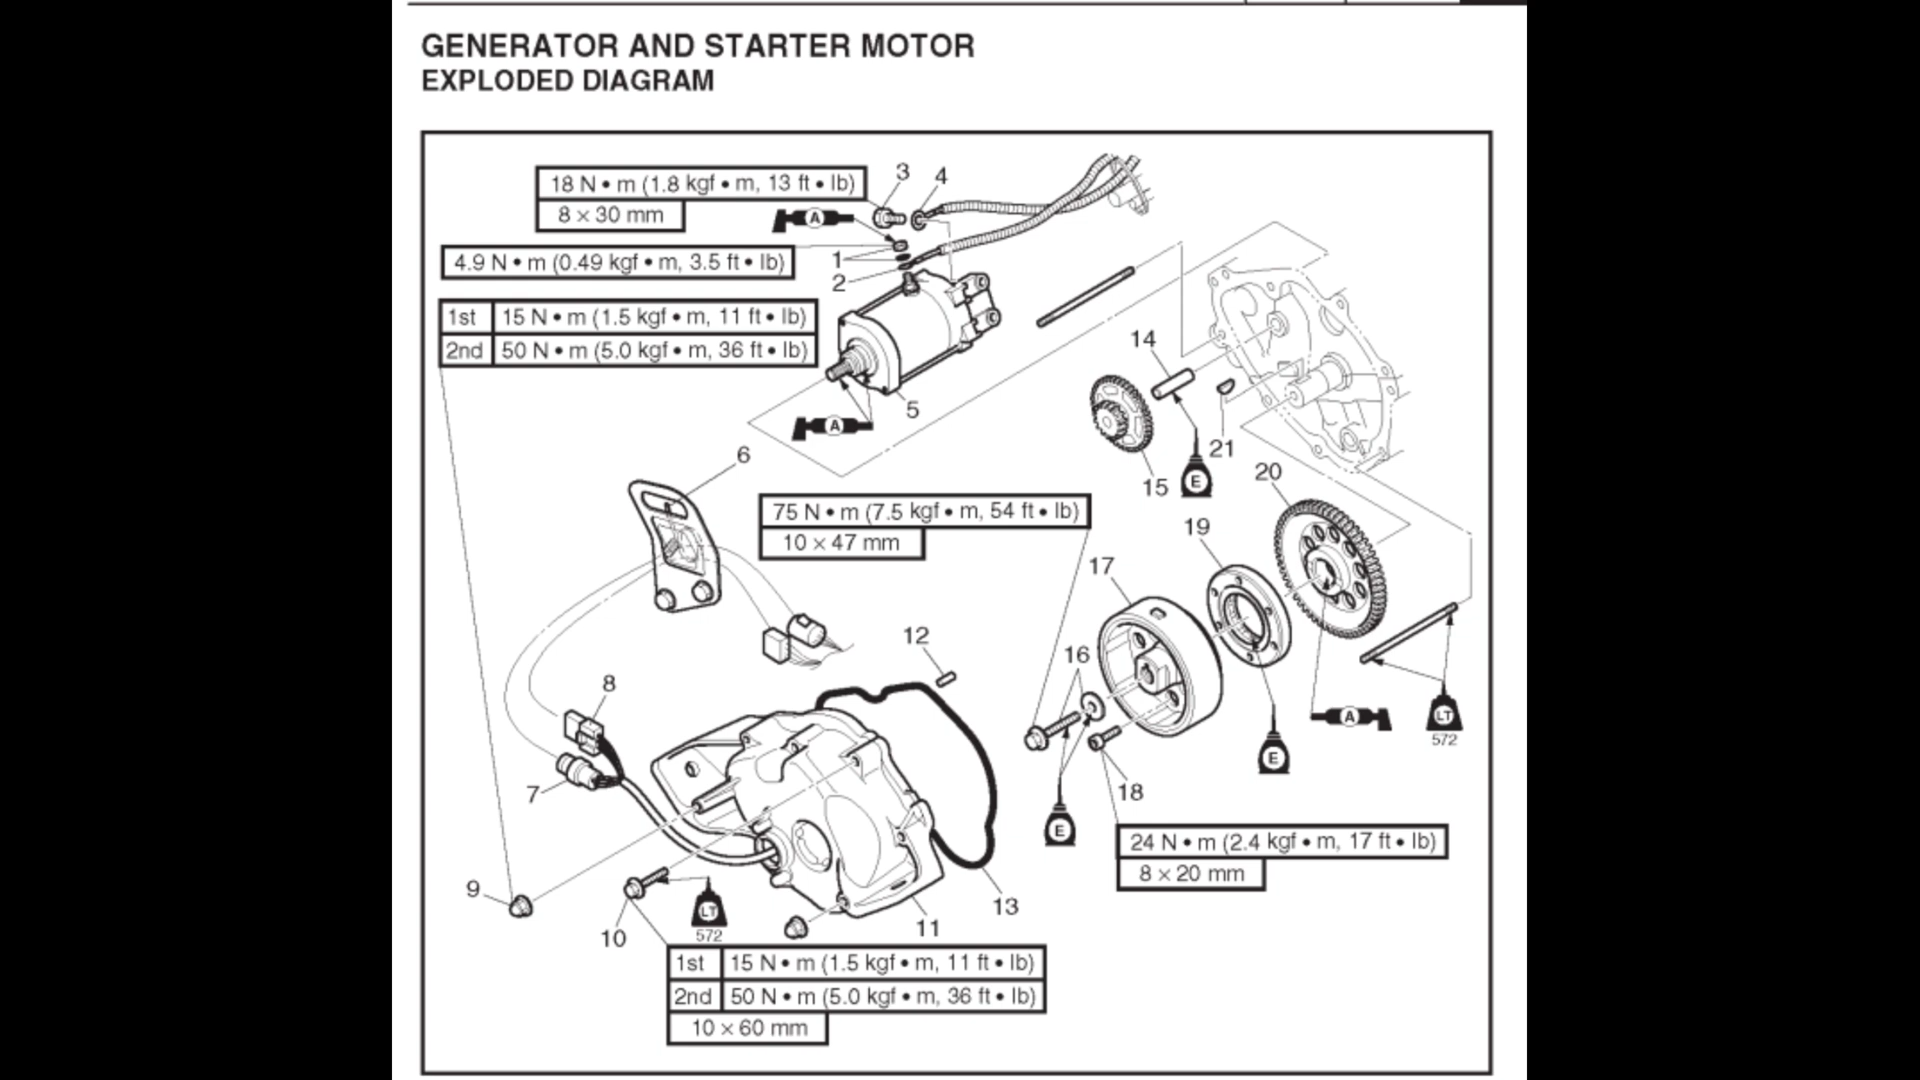 GENERATOR AND STARTER MOTOR
EXPLODED DIAGRAM
18 N • m (1.8 kgf • m, 13 ft • lb)
8 × 30 mm
A
3
4
4.9 N • m (0.49 kgf • m, 3.5 ft • lb)
1
2
1st 15 N • m (1.5 kgf • m, 11 ft • lb)
2nd 50 N • m (5.0 kgf • m, 36 ft • lb)
5
A
14
15
E
21
20
6
75 N • m (7.5 kgf • m, 54 ft • lb)
10 × 47 mm
19
17
12
16
8
7
18
E
E
A
LT
572
24 N • m (2.4 kgf • m, 17 ft • lb)
8 × 20 mm
9
10
LT
572
11
13
1st 15 N • m (1.5 kgf • m, 11 ft • lb)
2nd 50 N • m (5.0 kgf • m, 36 ft • lb)
10 × 60 mm